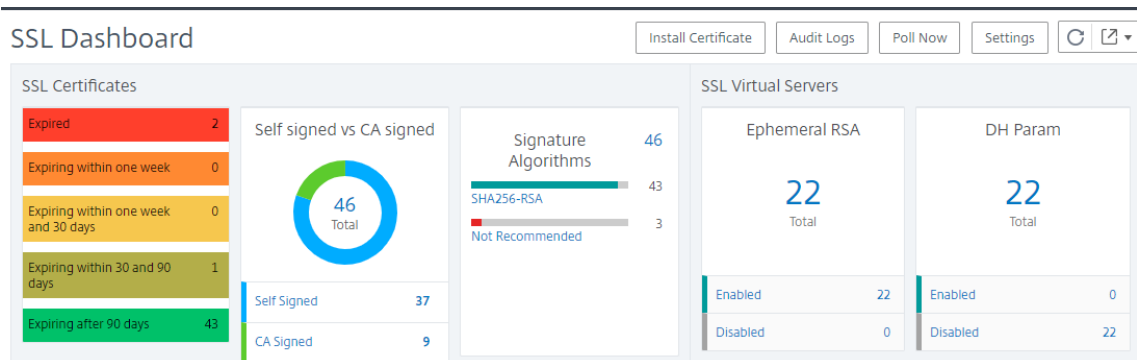 SSL Dashboard
Install Certificate
Audit Logs
Poll Now
Settings
SSL Certificates
Expired 2
Expiring within one week 0
Expiring within one week 0
and 30 days
Expiring within 30 and 90 1
days
Expiring after 90 days 43
Self signed vs CA signed
46
Total
Self Signed 37
CA Signed 9
Signature 46
Algorithms
43
SHA256-RSA
3
Not Recommended
SSL Virtual Servers
Ephemeral RSA
22
Total
Enabled 22
Disabled 0
DH Param
22
Total
Enabled 0
Disabled 22